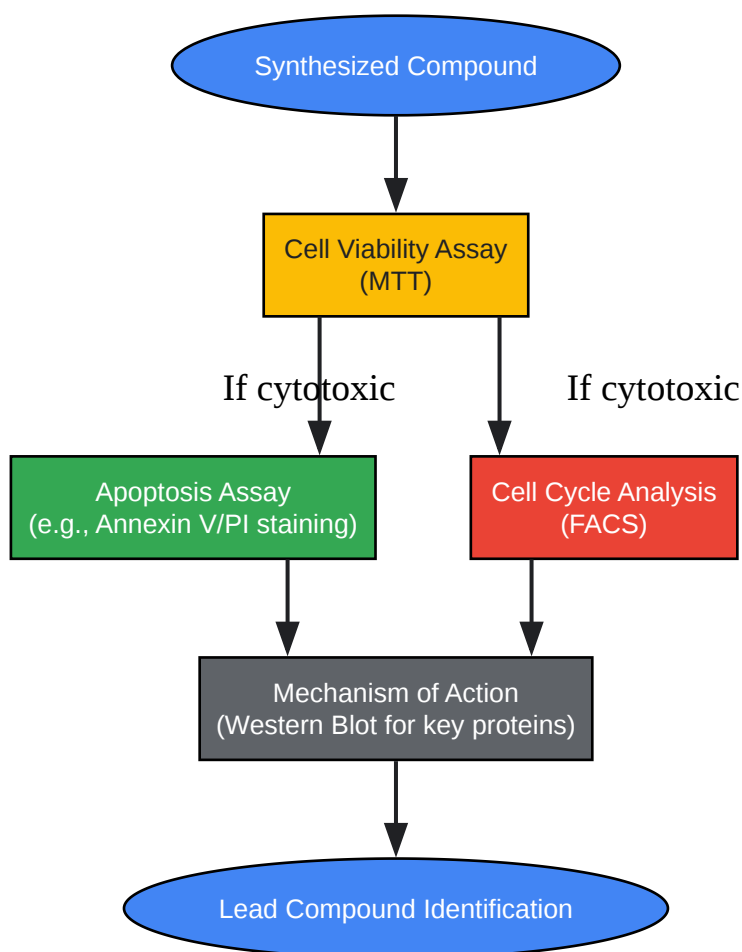 Synthesized Compound
Cell Viability Assay
(MTT)
If cytotoxic
If cytotoxic
Apoptosis Assay
(e.g., Annexin V/PI staining)
Cell Cycle Analysis
(FACS)
Mechanism of Action
(Western Blot for key proteins)
Lead Compound Identification